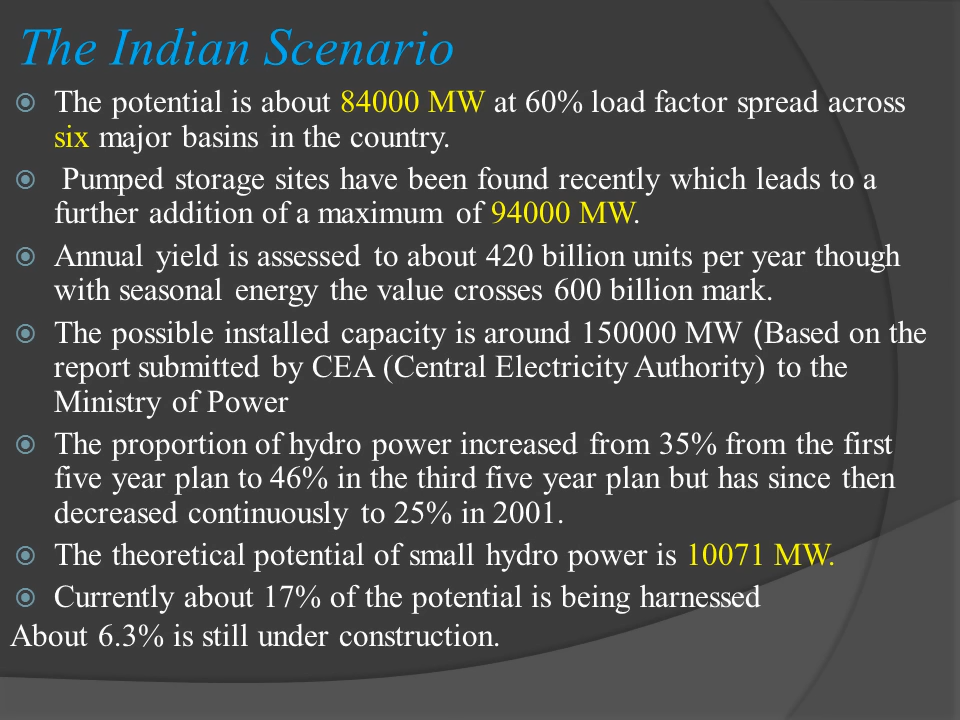 The Indian Scenario
The potential is about 84000 MW at 60% load factor spread across
six major basins in the country.
Pumped storage sites have been found recently which leads to a
further addition of a maximum of 94000 MW.
Annual yield is assessed to about 420 billion units per year though
with seasonal energy the value crosses 600 billion mark.
The possible installed capacity is around 150000 MW (Based on the
report submitted by CEA (Central Electricity Authority) to the
Ministry of Power
The proportion of hydro power increased from 35% from the first
five year plan to 46% in the third five year plan but has since then
decreased continuously to 25% in 2001.
The theoretical potential of small hydro power is 10071 MW.
Currently about 17% of the potential is being harnessed
About 6.3% is still under construction.